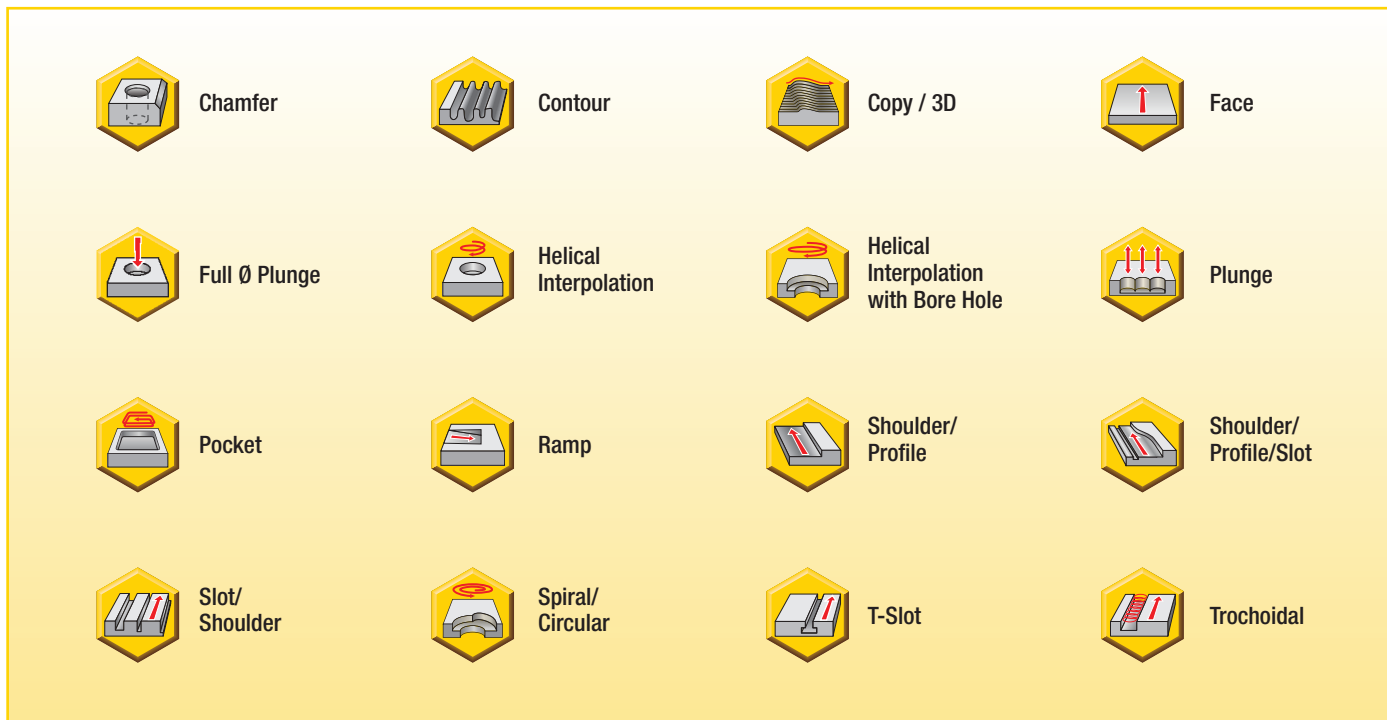 Chamfer
Contour
Copy / 3D
Face
Full Ø Plunge
Helical
Interpolation
Helical
Interpolation
with Bore Hole
Plunge
Pocket
Ramp
Shoulder/
Profile
Shoulder/
Profile/Slot
Slot/
Shoulder
Spiral/
Circular
T-Slot
Trochoidal